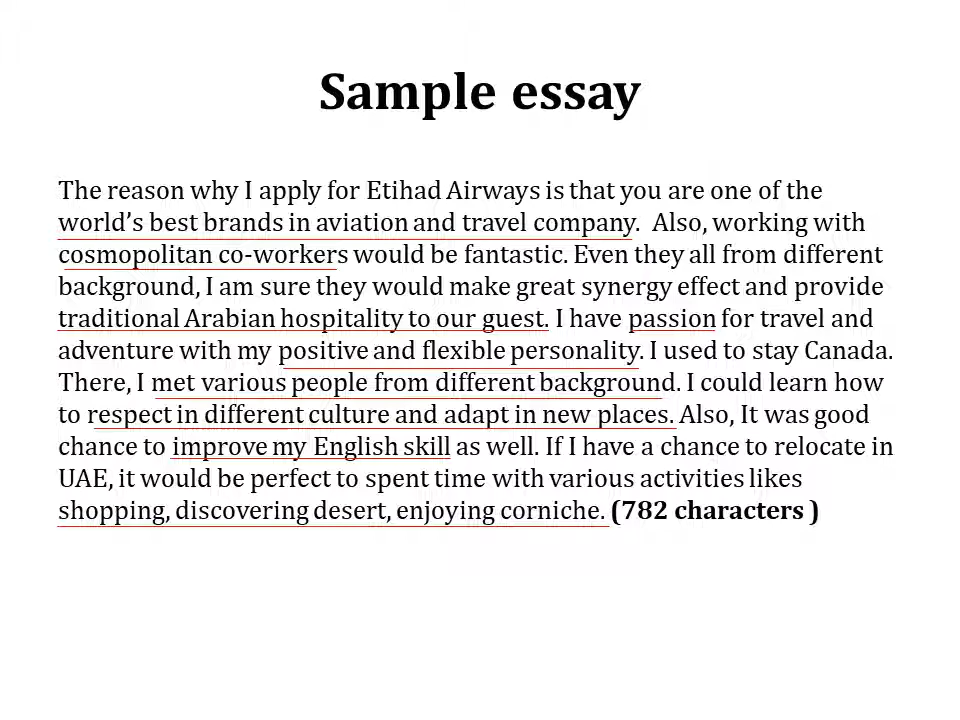 Sample essay
The reason why I apply for Etihad Airways is that you are one of the
world’s best brands in aviation and travel company.  Also, working with
cosmopolitan co-workers would be fantastic. Even they all from different
background, I am sure they would make great synergy effect and provide
traditional Arabian hospitality to our guest. I have passion for travel and
adventure with my positive and flexible personality. I used to stay Canada.
There, I met various people from different background. I could learn how
to respect in different culture and adapt in new places. Also, It was good
chance to improve my English skill as well. If I have a chance to relocate in
UAE, it would be perfect to spent time with various activities likes
shopping, discovering desert, enjoying corniche. (782 characters )